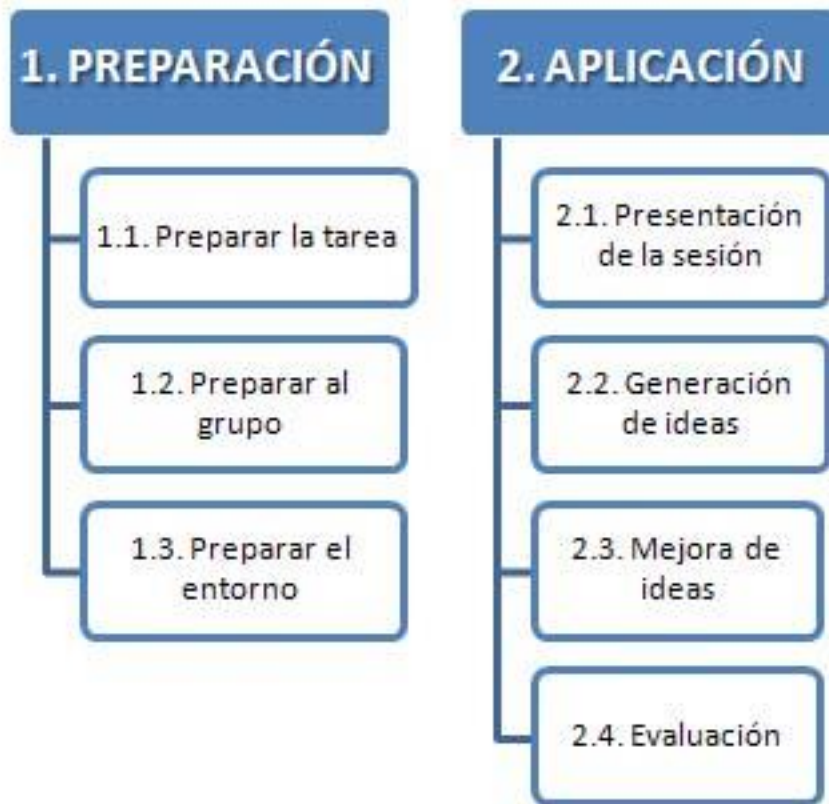 1. PREPARACIÓN
1.1. Preparar la tarea
1.2. Preparar al
grupo
1.3. Preparar el
entorno
2. APLICACIÓN
2.1. Presentación
de la sesión
2.2. Generación
de ideas
2.3. Mejora de
ideas
2.4. Evaluación